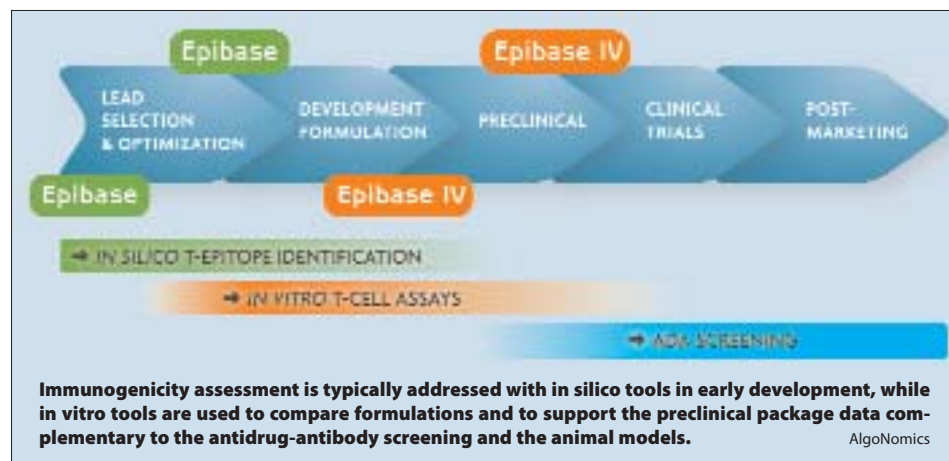 Epibase
Epibase IV
LEAD
SELECTION
& OPTIMIZATION
DEVELOPMENT
FORMULATION
PRECLINICAL
CLINICAL
TRIALS
POST-
MARKETING
Epibase
Epibase IV
➔ IN SILICO T-EPITOPE IDENTIFICATION
➔ IN VITRO T-CELL ASSAYS
➔ ADA SCREENING
Immunogenicity assessment is typically addressed with in silico tools in early development, while
in vitro tools are used to compare formulations and to support the preclinical package data com-
plementary to the antidrug-antibody screening and the animal models. AlgoNomics